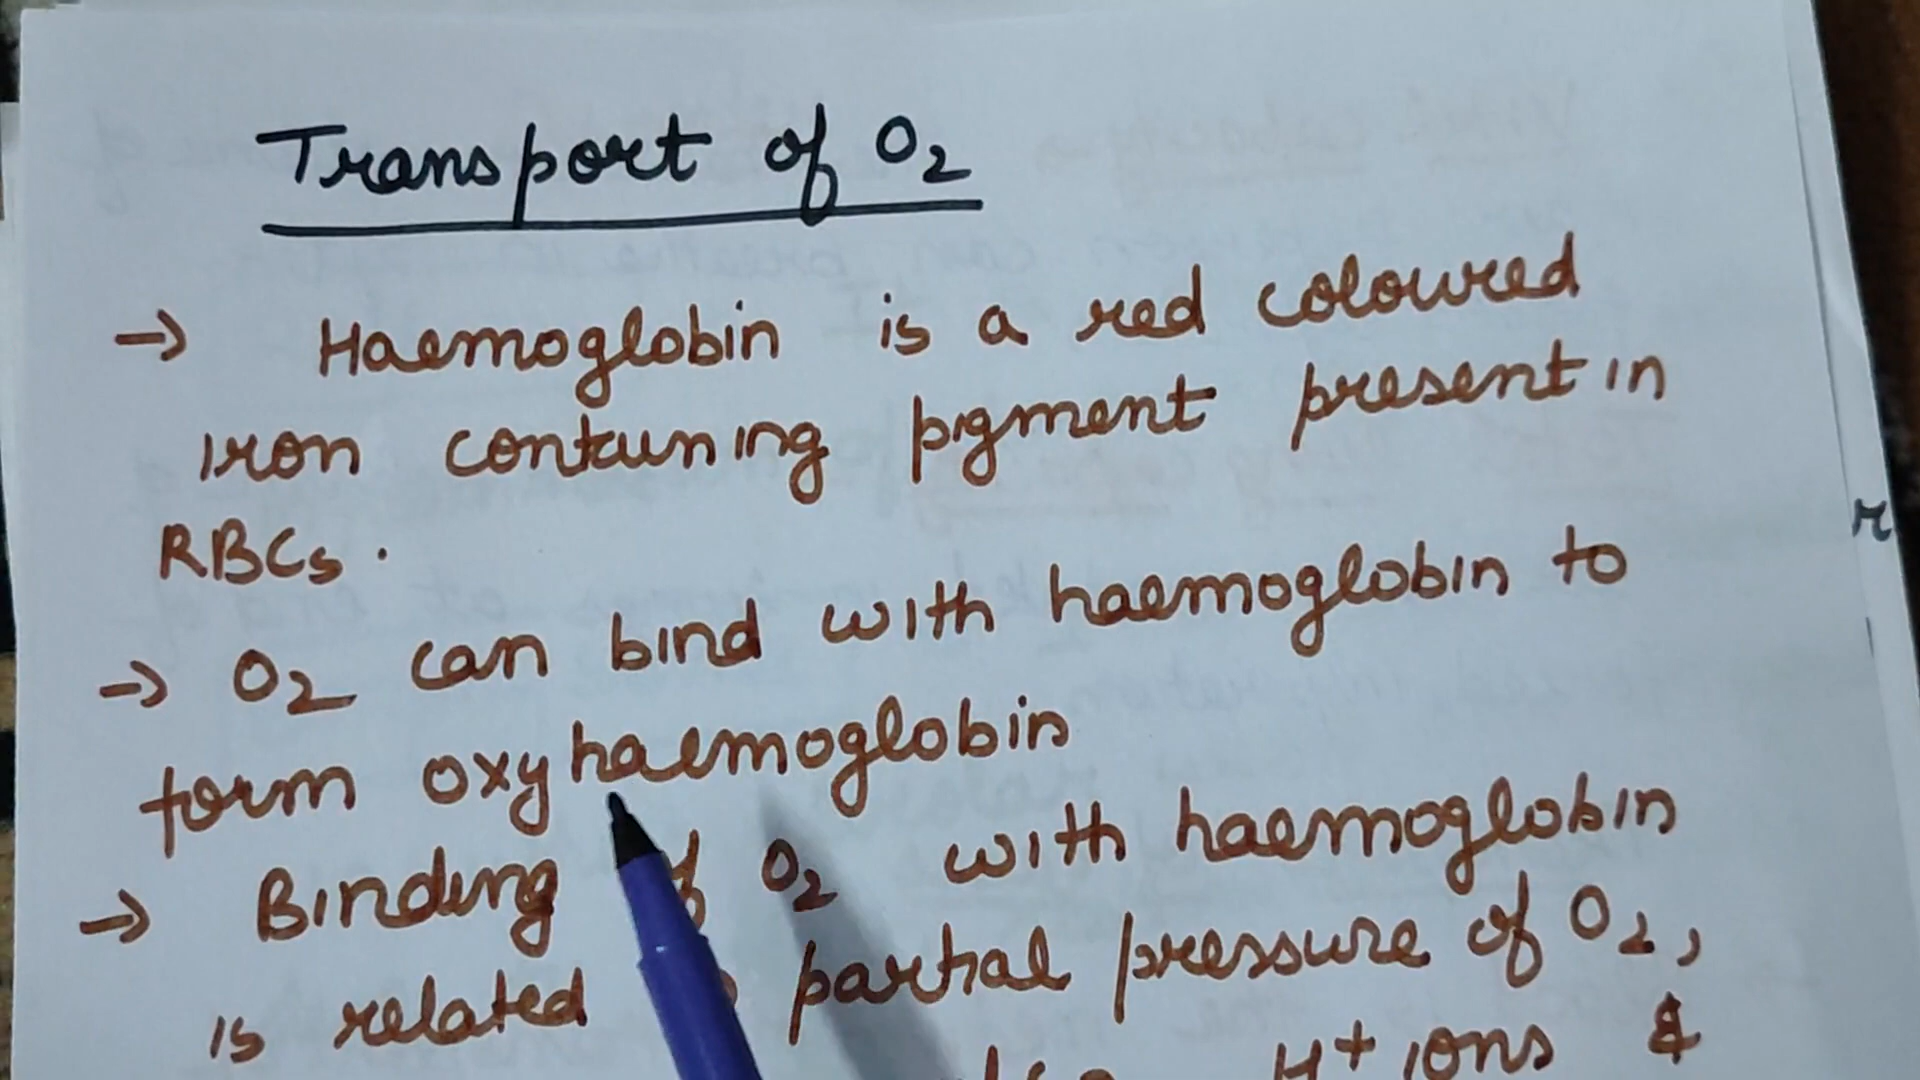 Transport of O2
→ Haemoglobin is a red coloured
iron containing pigment present in
RBCs.
→ O2 can bind with haemoglobin to
form oxyhaemoglobin
→ Binding of O2 with haemoglobin
is related partial pressure of O2,
H+ ions &
r